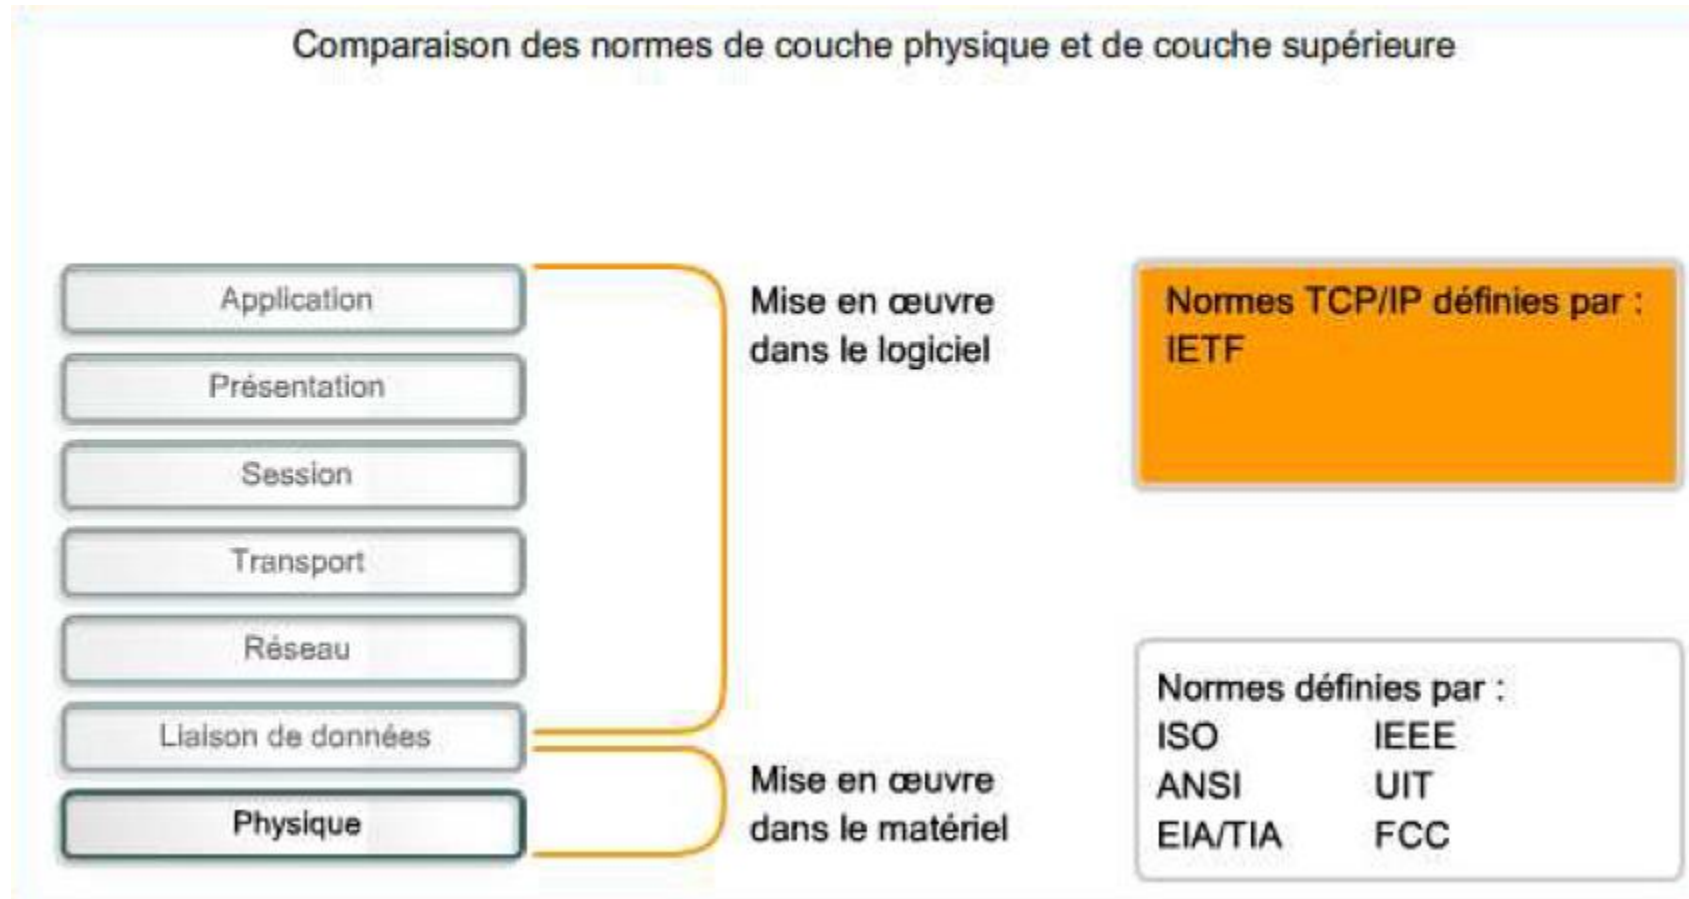 Comparaison des normes de couche physique et de couche supérieure
Application
Présentation
Session
Transport
Réseau
Liaison de données
Physique
Mise en œuvre
dans le logiciel
Mise en œuvre
dans le matériel
Normes TCP/IP définies par :
IETF
Normes définies par :
ISO IEEE
ANSI UIT
EIA/TIA FCC